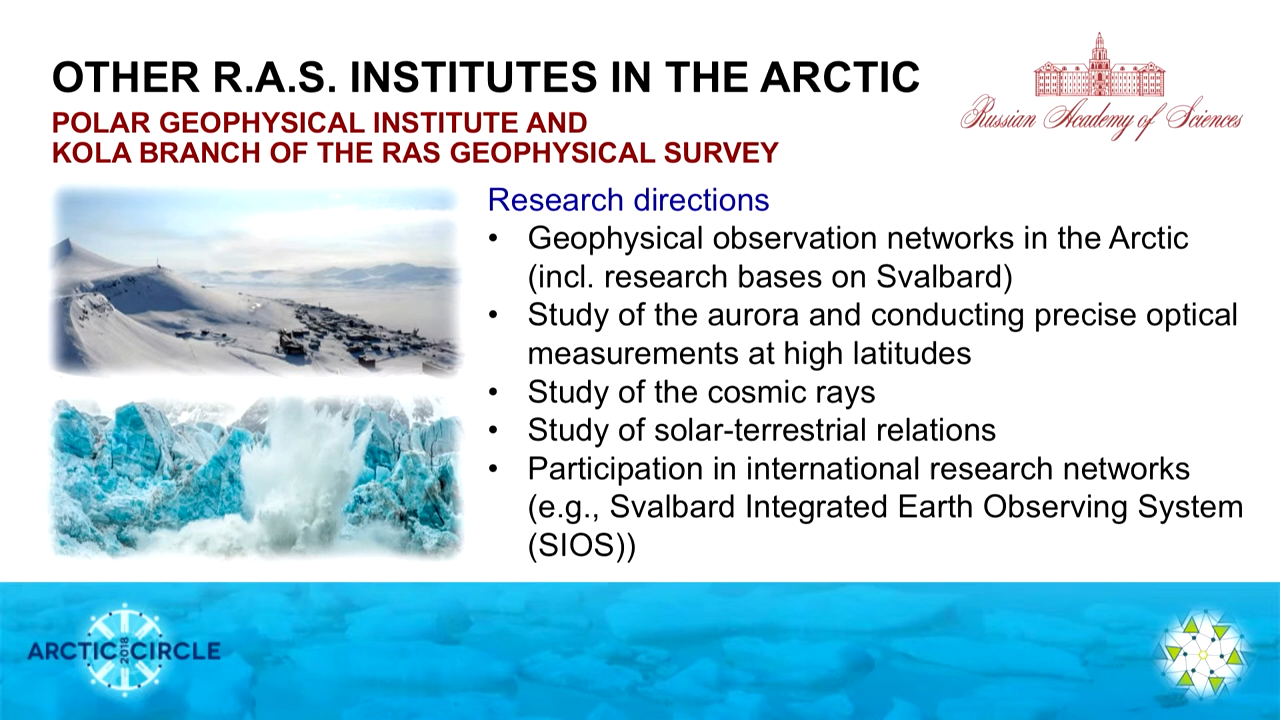 OTHER R.A.S. INSTITUTES IN THE ARCTIC
POLAR GEOPHYSICAL INSTITUTE AND
KOLA BRANCH OF THE RAS GEOPHYSICAL SURVEY
Russian Academy of Sciences
Research directions
• Geophysical observation networks in the Arctic
(incl. research bases on Svalbard)
• Study of the aurora and conducting precise optical
measurements at high latitudes
• Study of the cosmic rays
• Study of solar-terrestrial relations
• Participation in international research networks
(e.g., Svalbard Integrated Earth Observing System
(SIOS))
ARCTIC 2018 CIRCLE